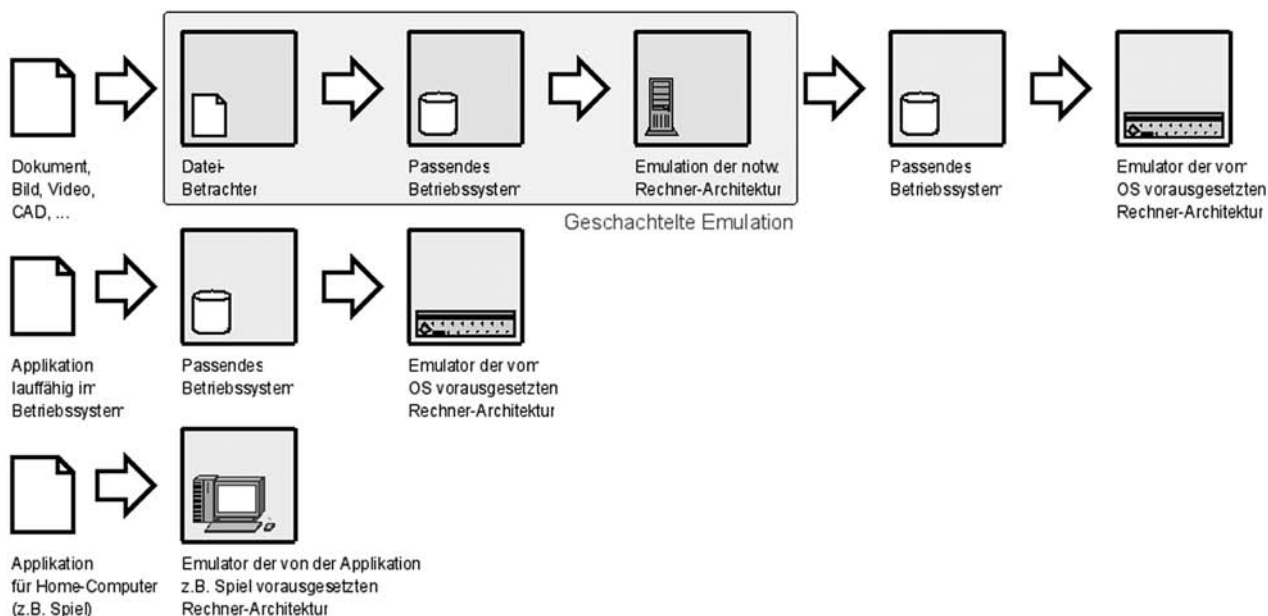 Dokument,
Bild, Video,
CAD, ...
Datei-
Betrachter
Passendes
Betriebssystem
Emulation der notw.
Rechner-Architektur
Passendes
Betriebssystem
Emulator der vom
OS vorausgesetzten
Rechner-Architektur
Geschachtelte Emulation
Applikation
lauffähig im
Betriebssystem
Passendes
Betriebssystem
Emulator der vom
OS vorausgesetzten
Rechner-Architektur
Applikation
für Home-Computer
(z.B. Spiel)
Emulator der von der Applikation
z.B. Spiel vorausgesetzten
Rechner-Architektur